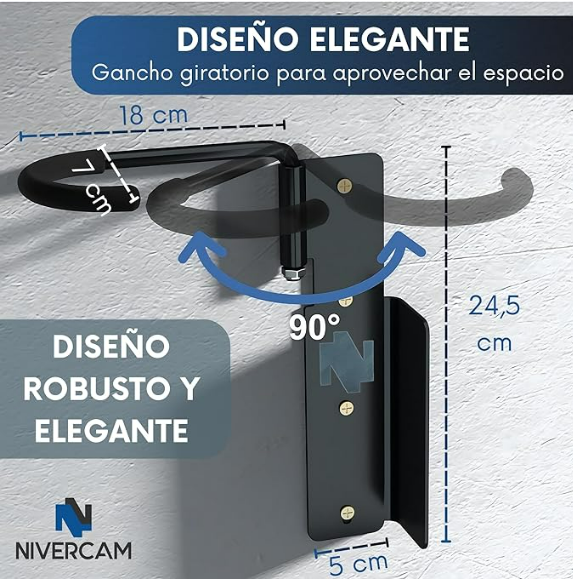 DISEÑO ELEGANTE
Gancho giratorio para aprovechar el espacio
18 cm
7 cm
90°
24,5
cm
DISEÑO
ROBUSTO Y
ELEGANTE
NIVERCAM
5 cm